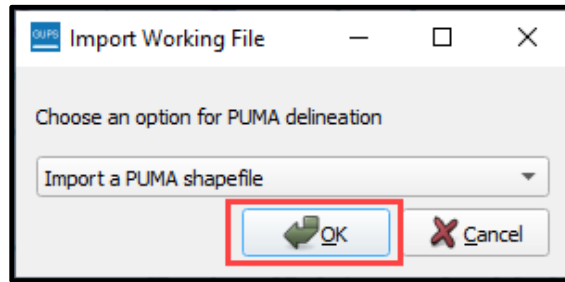 GUPS Import Working File
Choose an option for PUMA delineation
Import a PUMA shapefile
OK Cancel